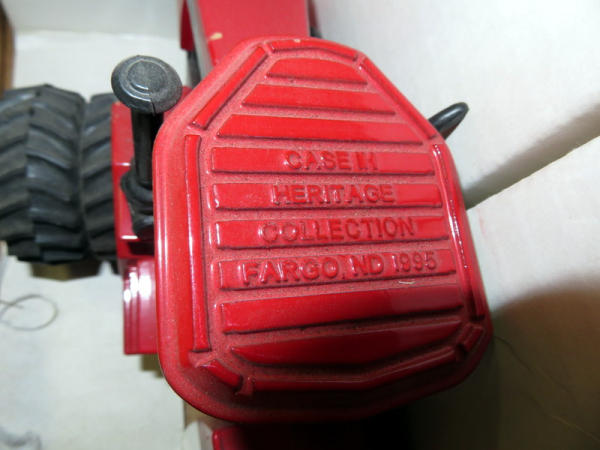 CASE IH
HERITAGE
COLLECTION
FARGO, ND 1995